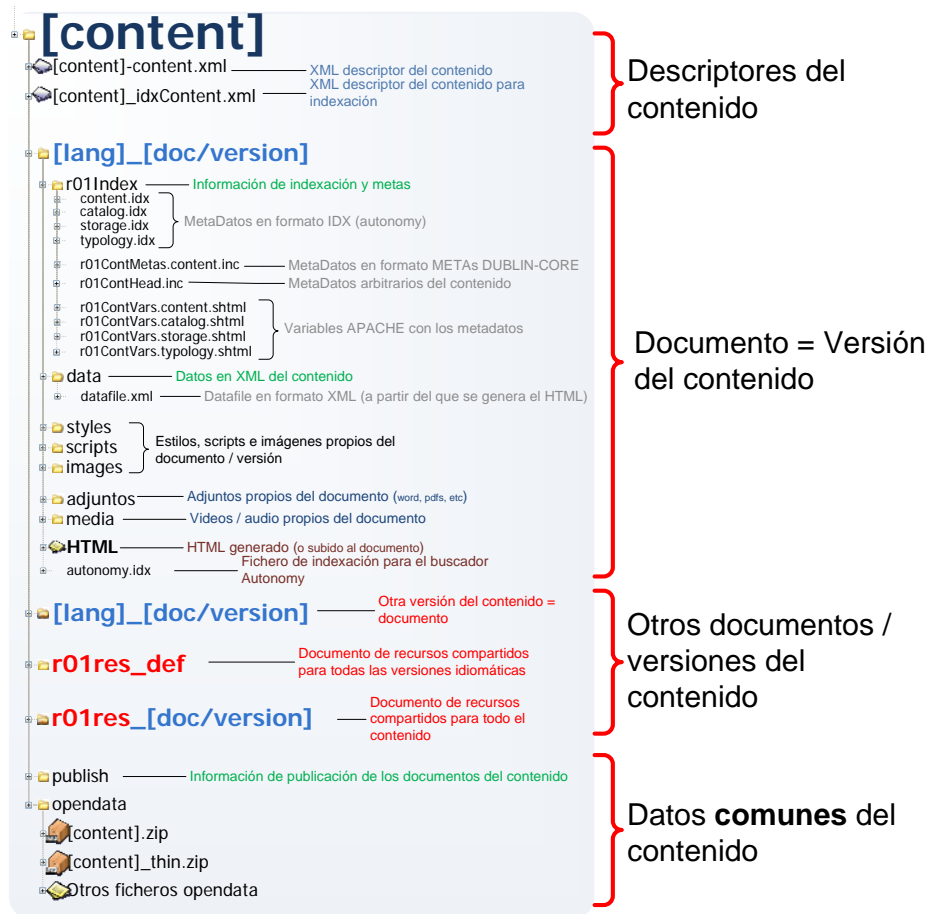 [content]
[content]-content.xml
XML descriptor del contenido
[content]_idxContent.xml
XML descriptor del contenido para
indexación
Descriptores del
contenido
[lang]_[doc/version]
r01Index
Información de indexación y metas
content.idx
catalog.idx
storage.idx
typology.idx
MetaDatos en formato IDX (autonomy)
r01ContMetas.content.inc
MetaDatos en formato METAs DUBLIN-CORE
r01ContHead.inc
MetaDatos arbitrarios del contenido
r01ContVars.content.shtml
r01ContVars.catalog.shtml
r01ContVars.storage.shtml
r01ContVars.typology.shtml
Variables APACHE con los metadatos
data
Datos en XML del contenido
datafile.xml
Datafile en formato XML (a partir del que se genera el HTML)
styles
scripts
images
Estilos, scripts e imágenes propios del
documento / versión
adjuntos
Adjuntos propios del documento (word, pdfs, etc)
media
Videos / audio propios del documento
HTML
HTML generado (o subido al documento)
autonomy.idx
Fichero de indexación para el buscador
Autonomy
Documento = Versión
del contenido
[lang]_[doc/version]
Otra versión del contenido =
documento
r01res_def
Documento de recursos compartidos
para todas las versiones idiomáticas
r01res_[doc/version]
Documento de recursos
compartidos para todo el
contenido
Otros documentos /
versiones del
contenido
publish
Información de publicación de los documentos del contenido
opendata
[content].zip
[content]_thin.zip
Otros ficheros opendata
Datos comunes del
contenido